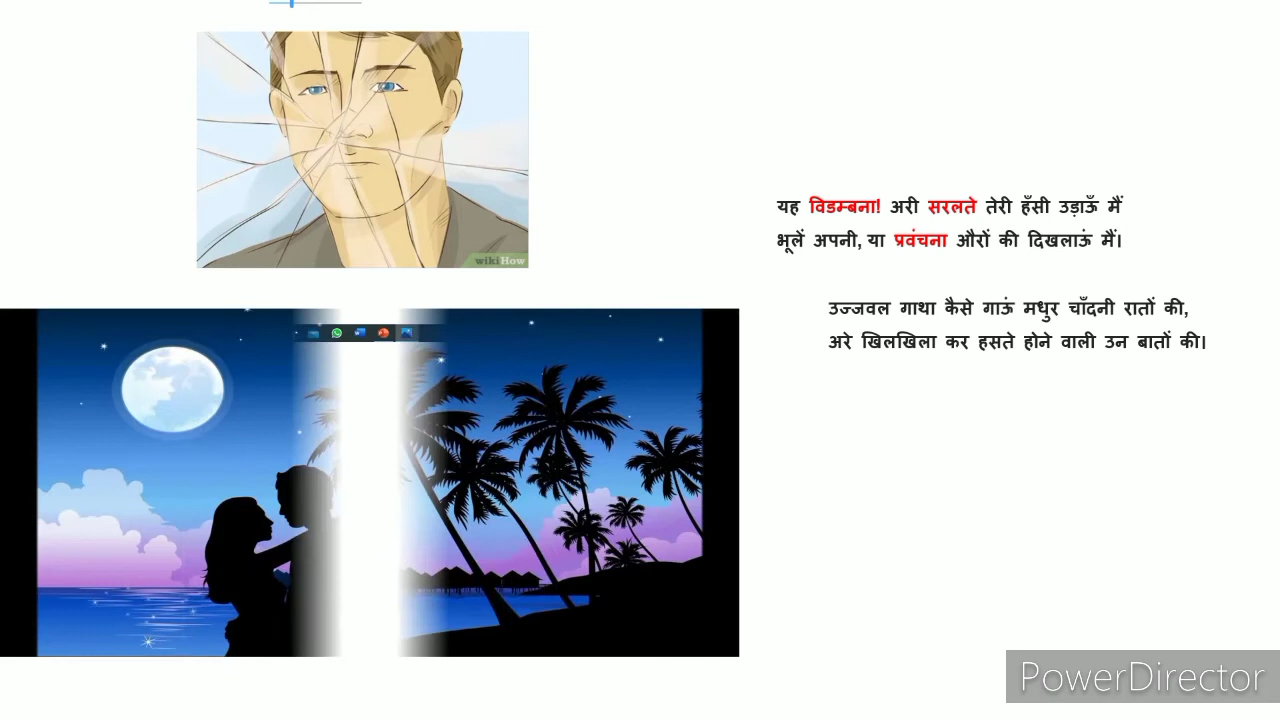 wikiHow
यह विडम्बना! अरी सरलते तेरी हँसी उड़ाऊँ मैं
भूलें अपनी, या प्रवंचना औरों की दिखलाऊं मैं।
उज्जवल गाथा कैसे गाऊं मधुर चाँदनी रातों की,
अरे खिलखिला कर हसते होने वाली उन बातों की।
PowerDirector